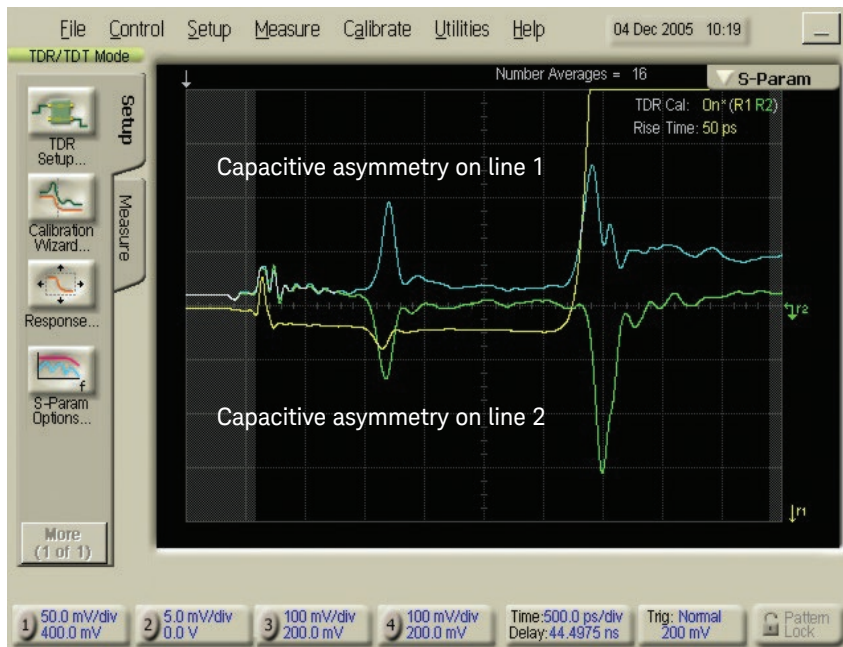 File Control Setup Measure Calibrate Utilities Help 04 Dec 2005 10:19
TDR/TDT Mode
Number Averages = 16
S-Param
TDR Cal: On* (R1 R2)
Rise Time: 50 ps
Setup
Measure
TDR
Setup...
Calibration
Wizard...
Response...
f
S-Param
Options...
More
(1 of 1)
Capacitive asymmetry on line 1
Capacitive asymmetry on line 2
r2
r1
1 50.0 mV/div
400.0 mV
2 5.0 mV/div
0.0 V
3 100 mV/div
200.0 mV
4 100 mV/div
200.0 mV
Time:500.0 ps/div
Delay:44.4975 ns
Trig: Normal
200 mV
Pattern
Lock